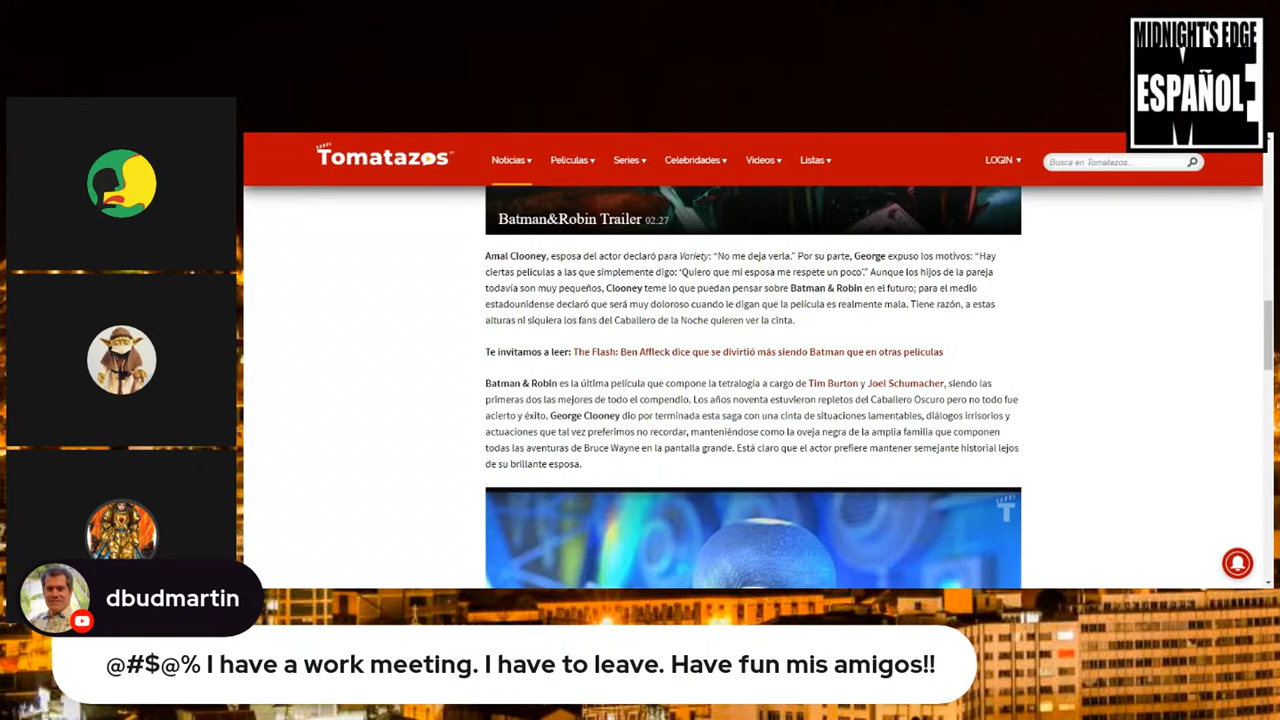 MIDNIGHT'S EDGE
ESPAÑOL
Tomatazos
Noticias Películas Series Celebridades Videos Listas LOGIN Busca en Tomatazos...
Batman&Robin Trailer 02:27
Amal Clooney, esposa del actor declaró para Variety: “No me deja verla.” Por su parte, George expuso los motivos: “Hay
ciertas películas a las que simplemente digo: ‘Quiero que mi esposa me respete un poco’.” Aunque los hijos de la pareja
todavía son muy pequeños, Clooney teme lo que puedan pensar sobre Batman & Robin en el futuro; para el medio
estadounidense declaró que será muy doloroso cuando le digan que la película es realmente mala. Tiene razón, a estas
alturas ni siquiera los fans del Caballero de la Noche quieren ver la cinta.
Te invitamos a leer: The Flash: Ben Affleck dice que se divirtió más siendo Batman que en otras películas
Batman & Robin es la última película que compone la tetralogía a cargo de Tim Burton y Joel Schumacher, siendo las
primeras dos las mejores de todo el compendio. Los años noventa estuvieron repletos del Caballero Oscuro pero no todo fue
acierto y éxito. George Clooney dio por terminada esta saga con una cinta de situaciones lamentables, diálogos irrisorios y
actuaciones que tal vez preferimos no recordar, manteniéndose como la oveja negra de la amplia familia que componen
todas las aventuras de Bruce Wayne en la pantalla grande. Está claro que el actor prefiere mantener semejante historial lejos
de su brillante esposa.
T
dbudmartin
@#$@% I have a work meeting. I have to leave. Have fun mis amigos!!